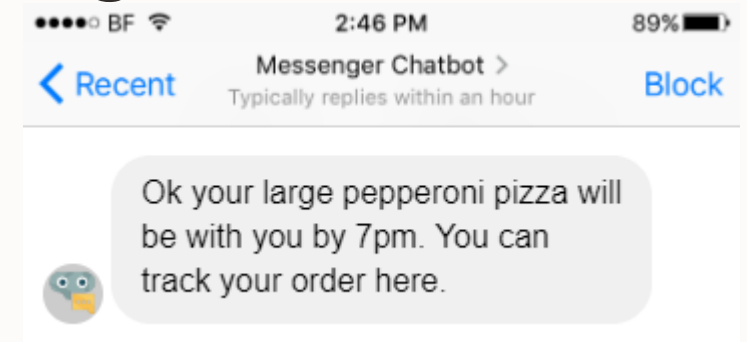 BF 2:46 PM 89%
Recent Messenger Chatbot > Block
Typically replies within an hour
Ok your large pepperoni pizza will
be with you by 7pm. You can
track your order here.